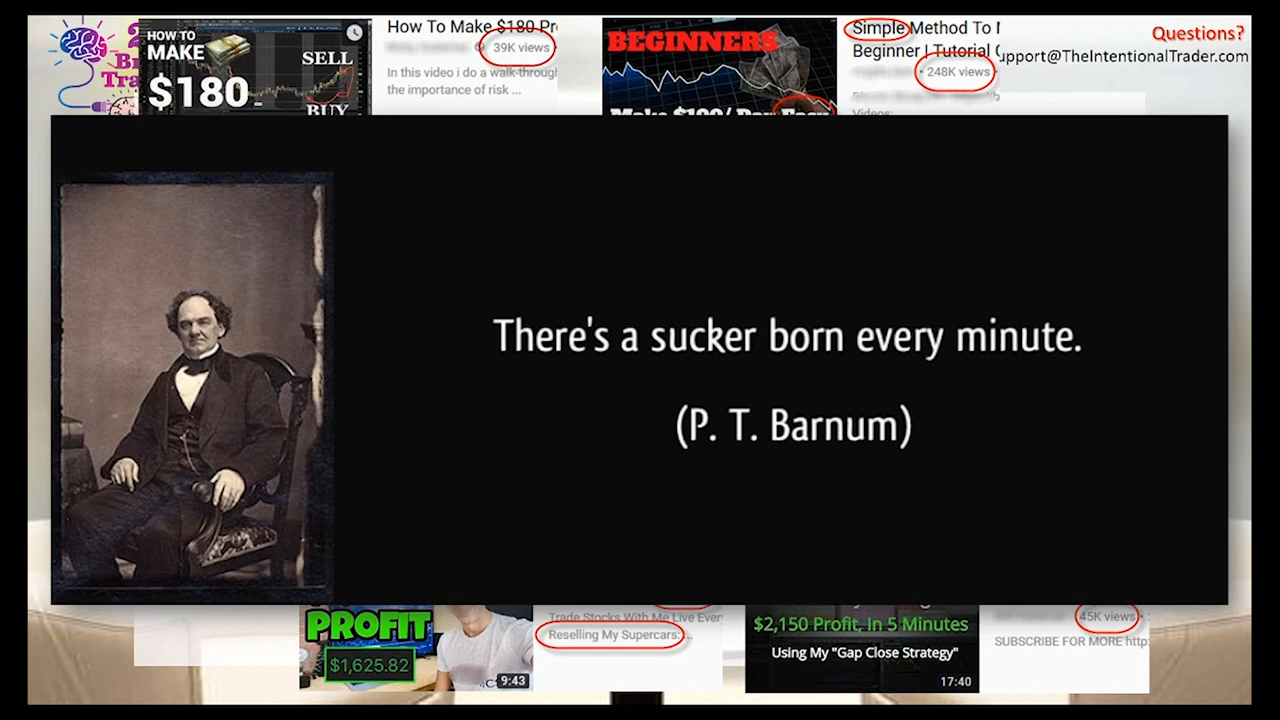 HOW TO
MAKE
$180
SELL
BUY
How To Make $180 Pr
39K views
In this video i do a walk-through
the importance of risk ...
BEGINNERS
Simple Method To
Beginner | Tutorial
248K views
Videos:
Questions?
upport@TheIntentionalTrader.com
There's a sucker born every minute.
(P. T. Barnum)
PROFIT
$1,625.82
9:43
Trade Stocks With Me Live Ever
Reselling My Supercars: ...
$2,150 Profit, In 5 Minutes
Using My "Gap Close Strategy"
17:40
45K views
SUBSCRIBE FOR MORE http: